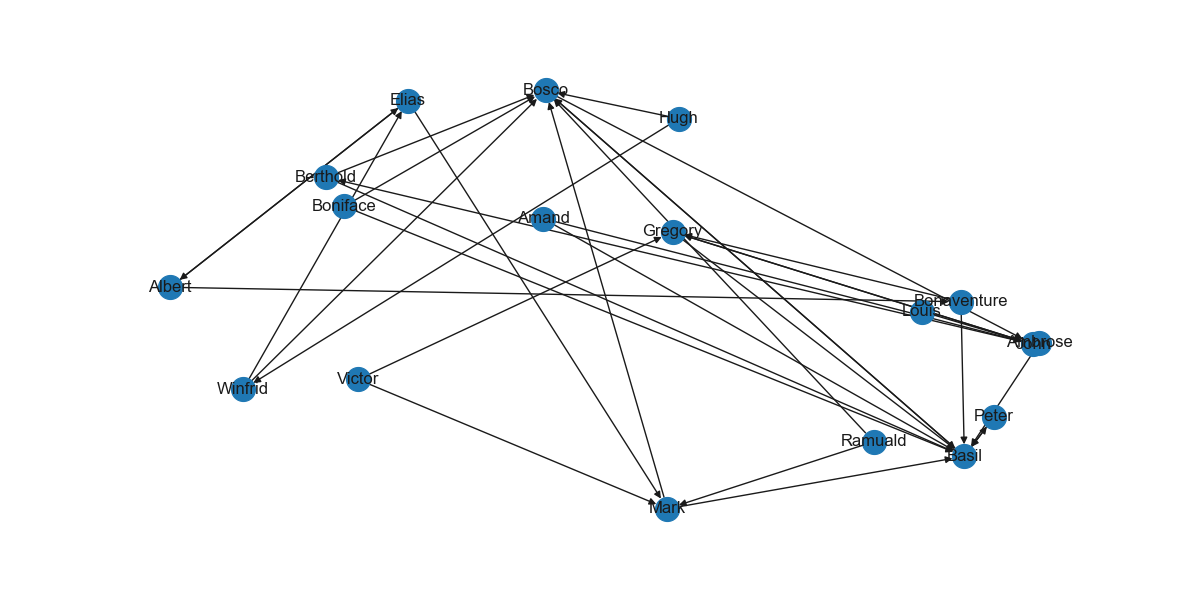 Bosco
Elias
Hugh
Berthold
Boniface
Amand
Gregory
Albert
Bonaventure
Louis
Ambrose
John
Victor
Winfrid
Peter
Ramuald
Basil
Mark